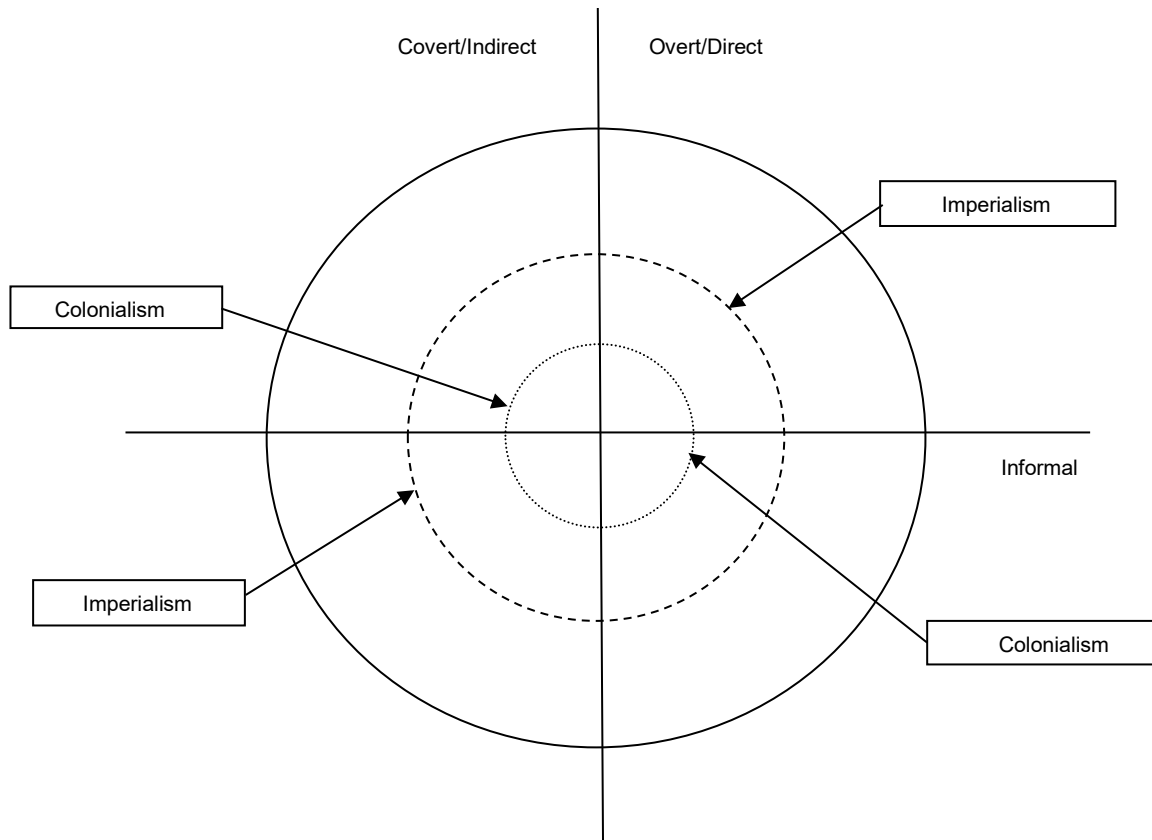 Covert/Indirect
Overt/Direct
Imperialism
Colonialism
Informal
Imperialism
Colonialism